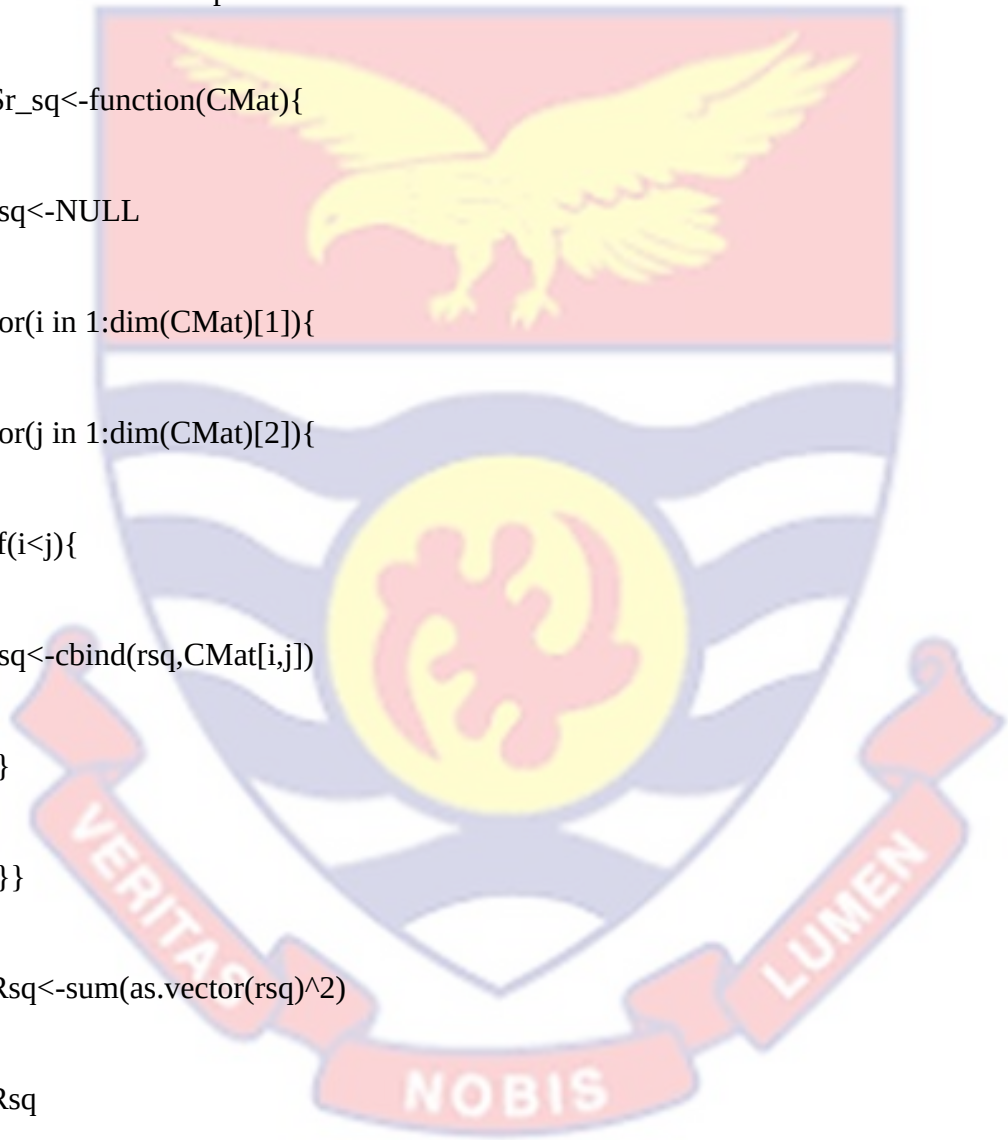 Sr_sq<-function(CMat){
sq<-NULL
or(i in 1:dim(CMat)[1]){
or(j in 1:dim(CMat)[2]){
f(i<j){
sq<-cbind(rsq,CMat[i,j])
}
}}
Rsq<-sum(as.vector(rsq)^2)
Rsq
VERITAS
NOBIS
LUMEN